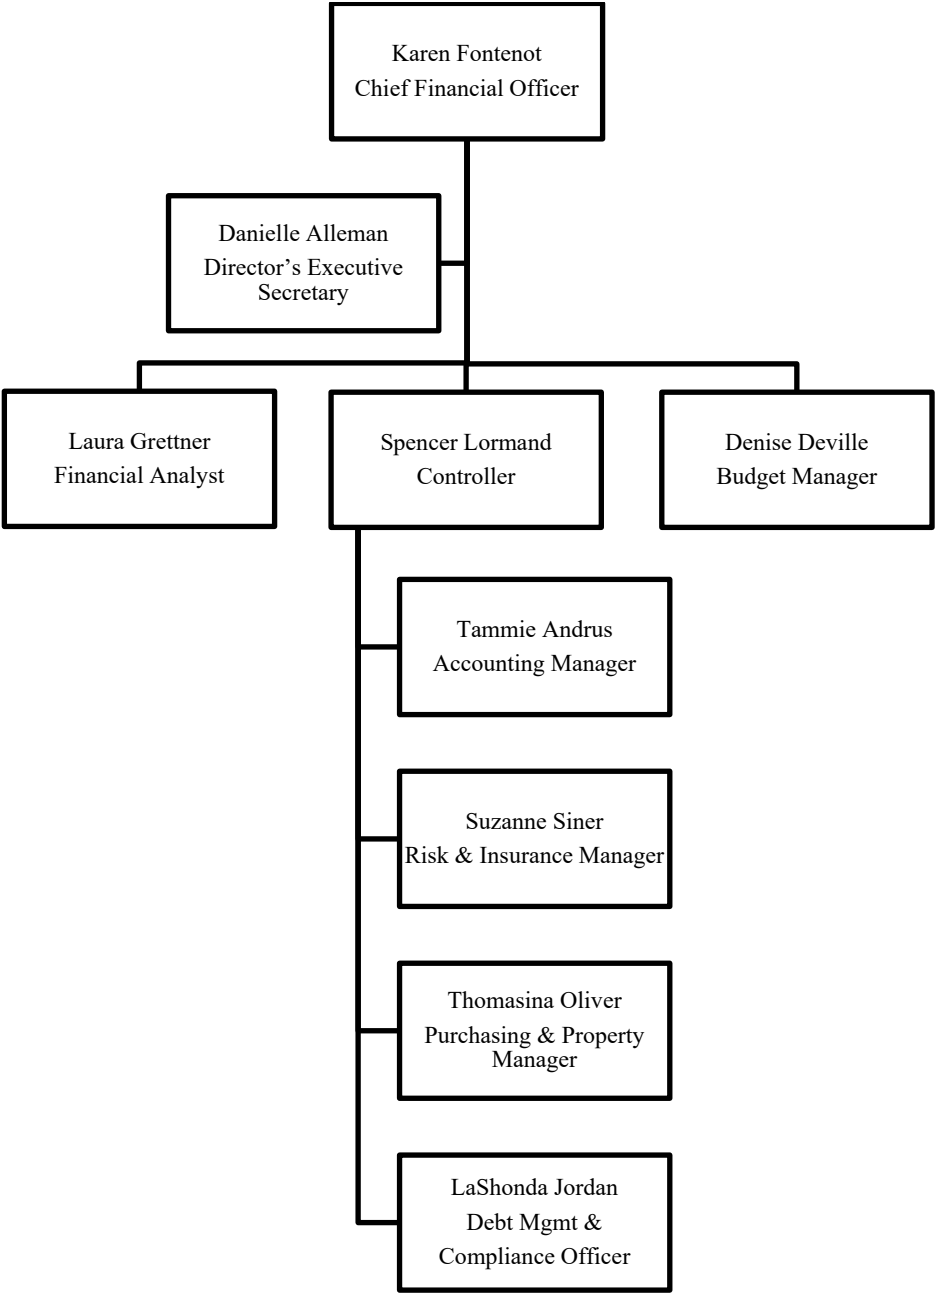 Karen Fontenot
Chief Financial Officer
Danielle Alleman
Director’s Executive
Secretary
Laura Grettner
Financial Analyst
Spencer Lormand
Controller
Denise Deville
Budget Manager
Tammie Andrus
Accounting Manager
Suzanne Siner
Risk & Insurance Manager
Thomasina Oliver
Purchasing & Property
Manager
LaShonda Jordan
Debt Mgmt &
Compliance Officer